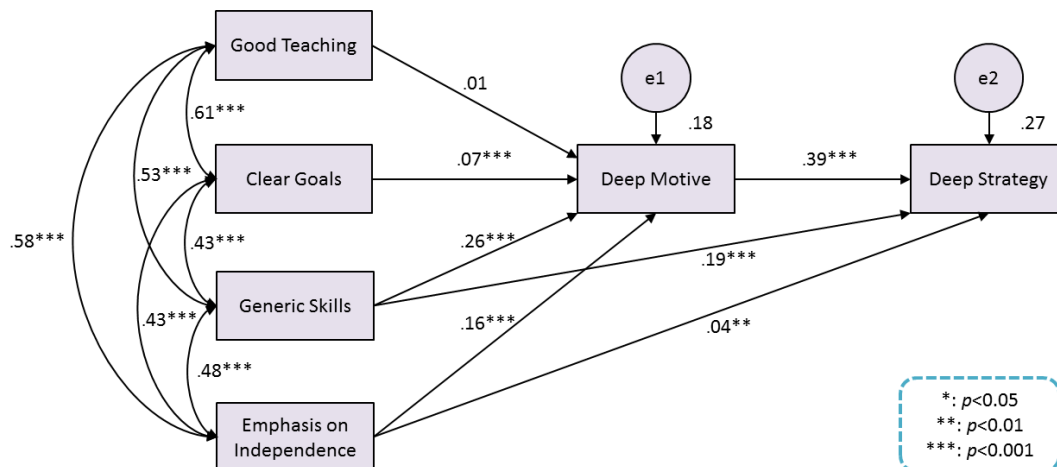 Good Teaching
e1
e2
.01
.61***
.18
.27
Clear Goals
.07***
Deep Motive
.39***
Deep Strategy
.53***
.58***
.43***
.26***
.19***
Generic Skills
.43***
.16***
.04**
.48***
Emphasis on
Independence
*: p<0.05
**: p<0.01
***: p<0.001